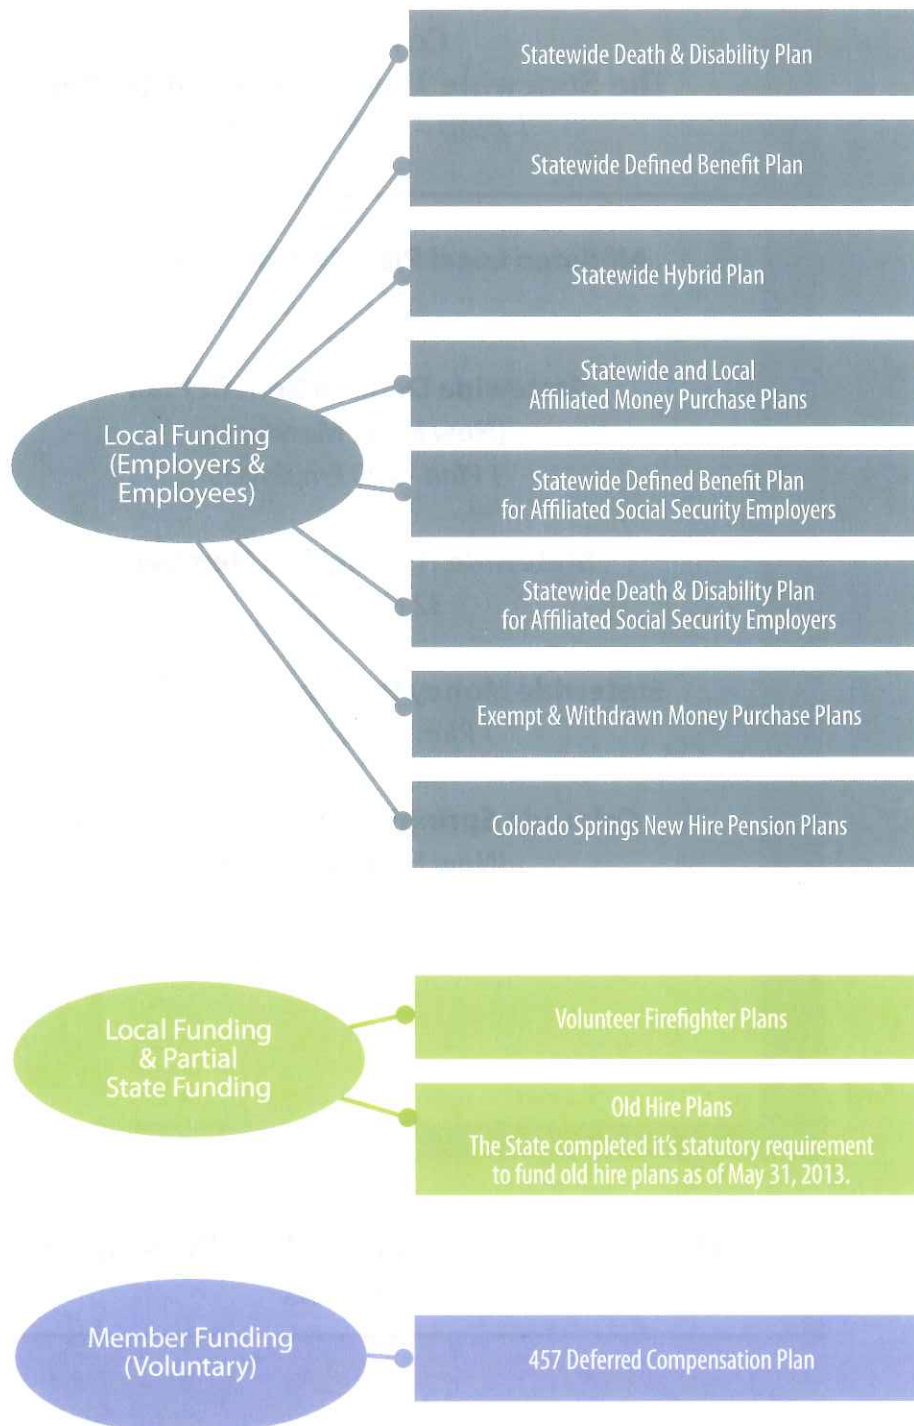 Statewide Death & Disability Plan
Statewide Defined Benefit Plan
Statewide Hybrid Plan
Statewide and Local
Affiliated Money Purchase Plans
Local Funding
(Employers &
Employees)
Statewide Defined Benefit Plan
for Affiliated Social Security Employers
Statewide Death & Disability Plan
for Affiliated Social Security Employers
Exempt & Withdrawn Money Purchase Plans
Colorado Springs New Hire Pension Plans
Local Funding
& Partial
State Funding
Volunteer Firefighter Plans
Old Hire Plans
The State completed it's statutory requirement
to fund old hire plans as of May 31, 2013.
Member Funding
(Voluntary)
457 Deferred Compensation Plan